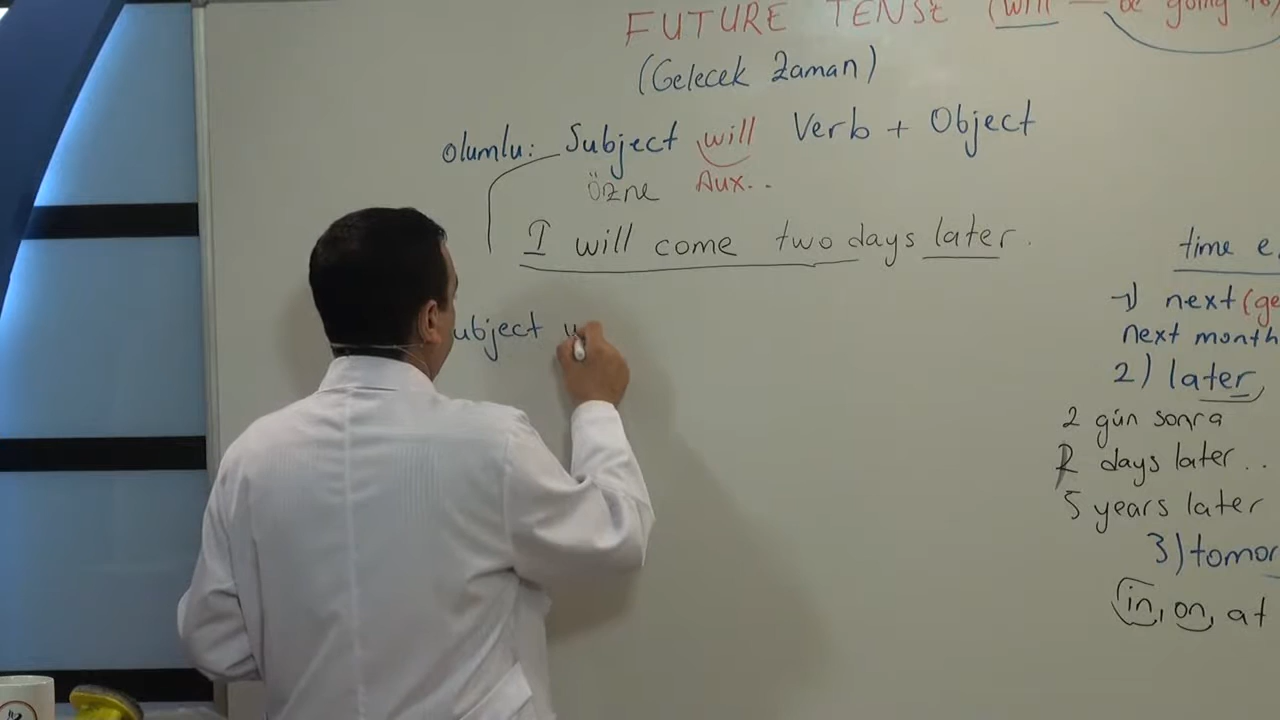 FUTURE TENSE (will — be going to)
(Gelecek Zaman)
olumlu: Subject will Verb + Object
Özne Aux..
I will come two days later.
ubject w
time e
1) next (ge
next month
2) later,
2 gün sonra
2 days later..
5 years later
3) tomor
in, on, at